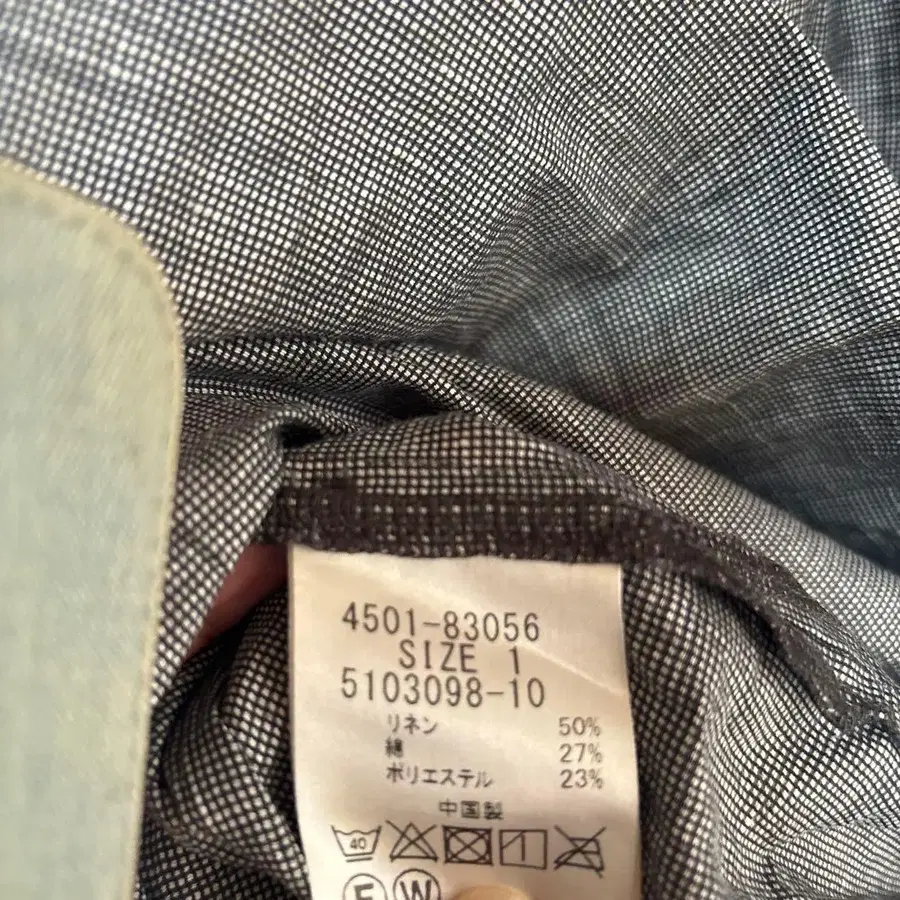 4501-83056
SIZE 1
5103098-10
リネン 50%
綿 27%
ポリエステル 23%
中国製
40
F W